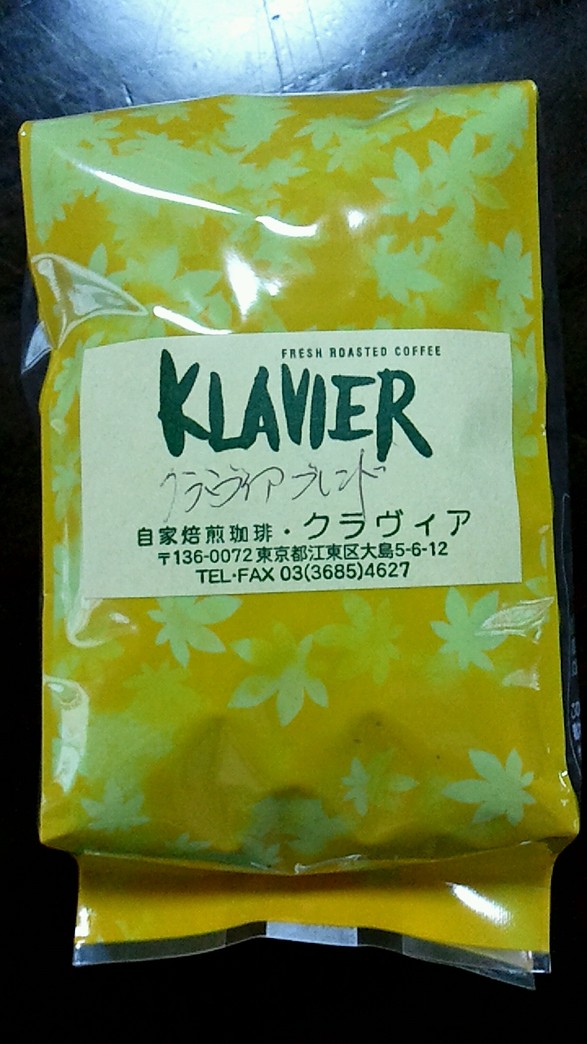 FRESH ROASTED COFFEE
KLAVIER
クラヴィア ブレンド
自家焙煎珈琲・クラヴィア
〒136-0072 東京都江東区大島5-6-12
TEL・FAX 03(3685)4627